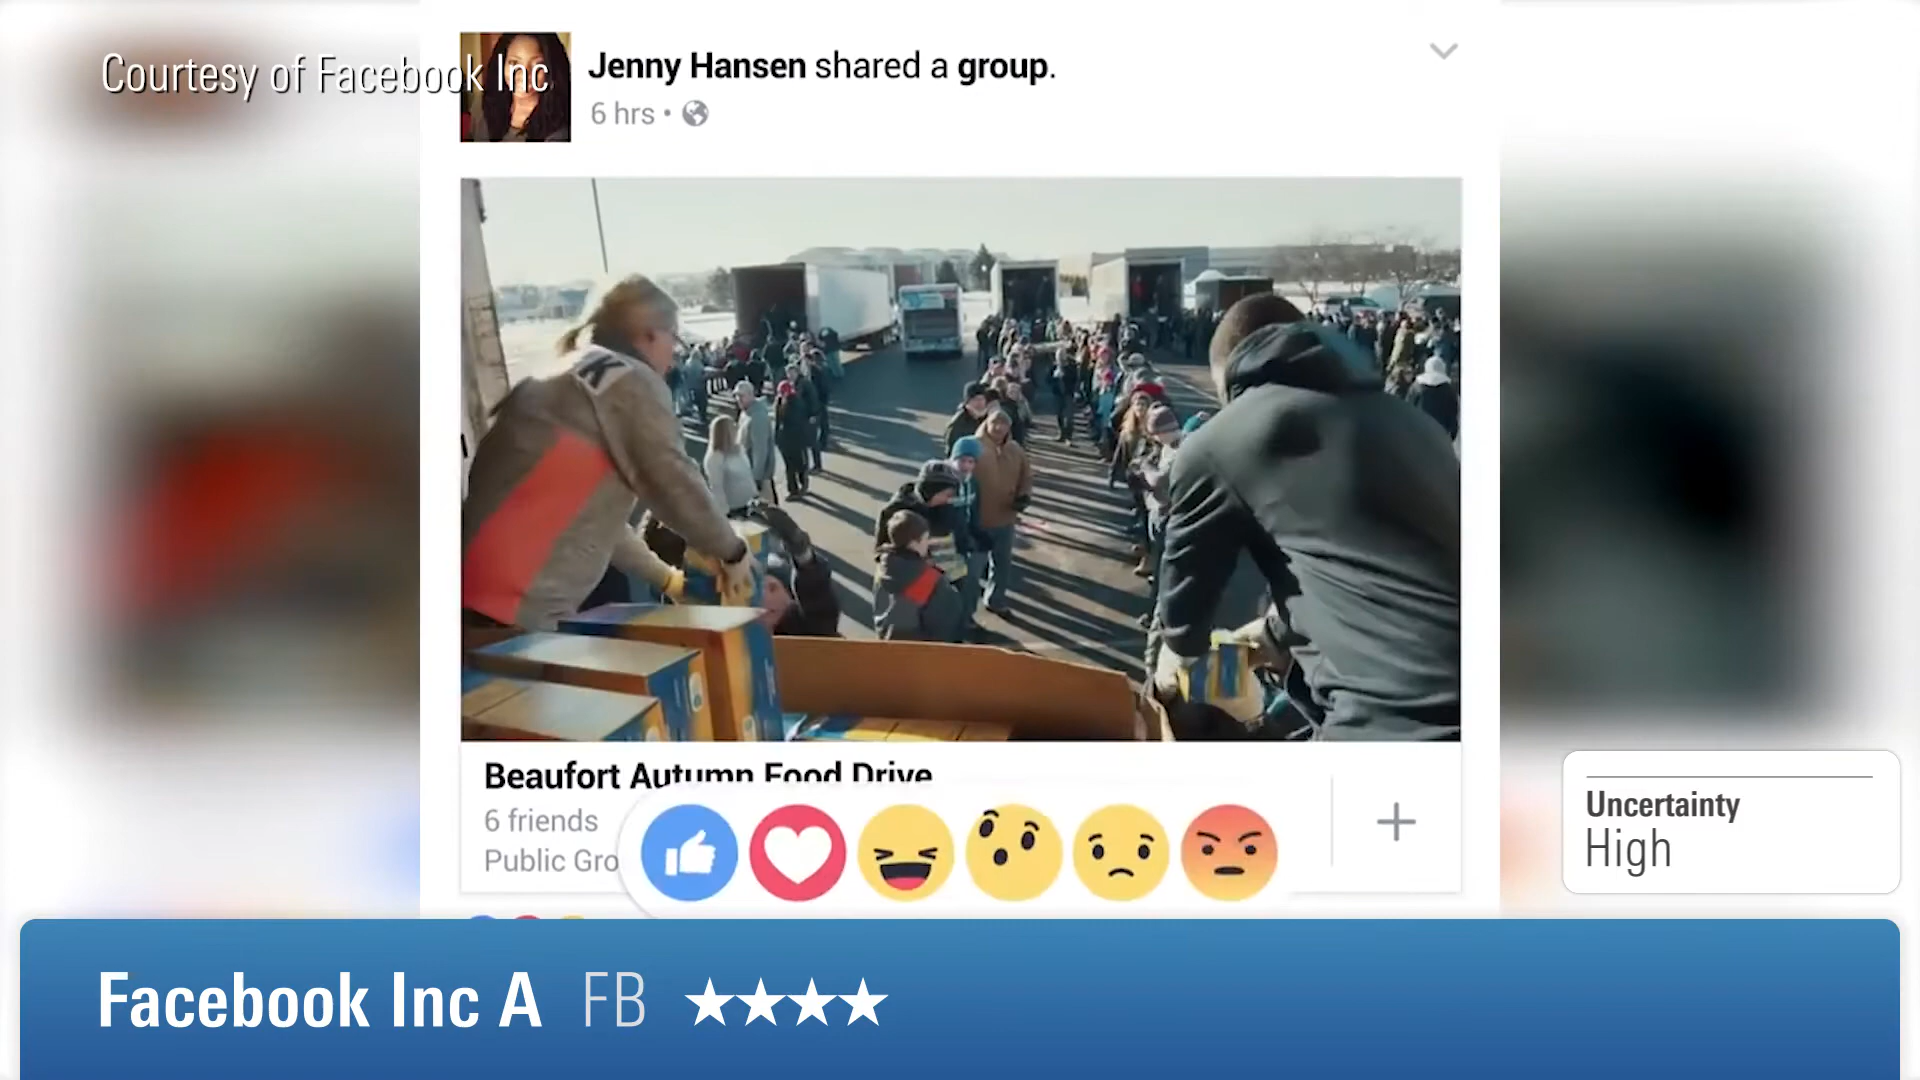 Courtesy of Facebook Inc
Jenny Hansen shared a group.
6 hrs
Beaufort Autumn Food Drive
6 friends
Public Gro
Uncertainty
High
Facebook Inc A FB ★★★★